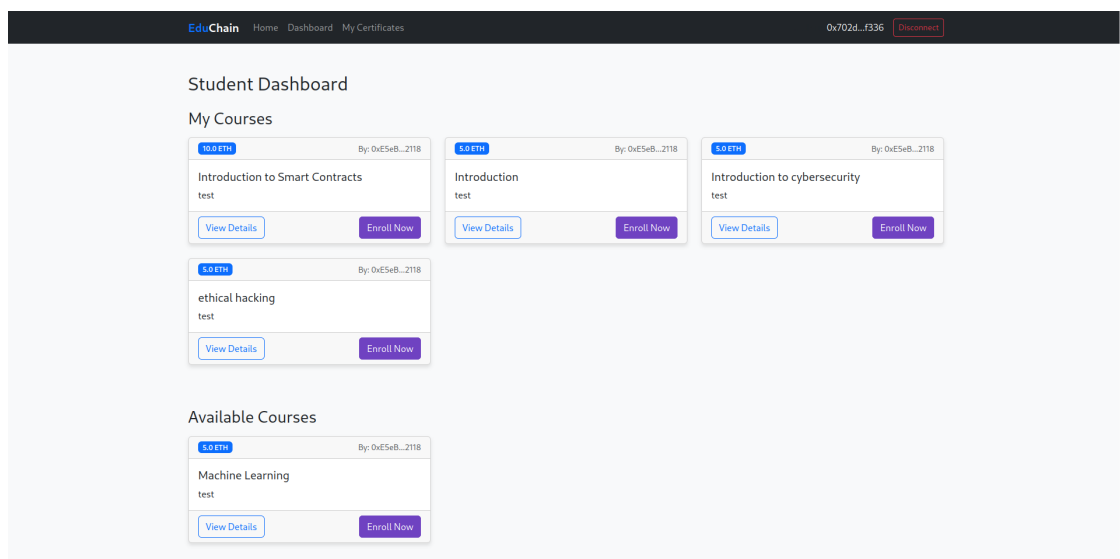 EduChain Home Dashboard My Certificates 0x702d...f336 Disconnect
Student Dashboard
My Courses
10.0 ETH By: 0xE5eB...2118
Introduction to Smart Contracts
test
View Details Enroll Now
5.0 ETH By: 0xE5eB...2118
Introduction
test
View Details Enroll Now
5.0 ETH By: 0xE5eB...2118
Introduction to cybersecurity
test
View Details Enroll Now
5.0 ETH By: 0xE5eB...2118
ethical hacking
test
View Details Enroll Now
Available Courses
5.0 ETH By: 0xE5eB...2118
Machine Learning
test
View Details Enroll Now